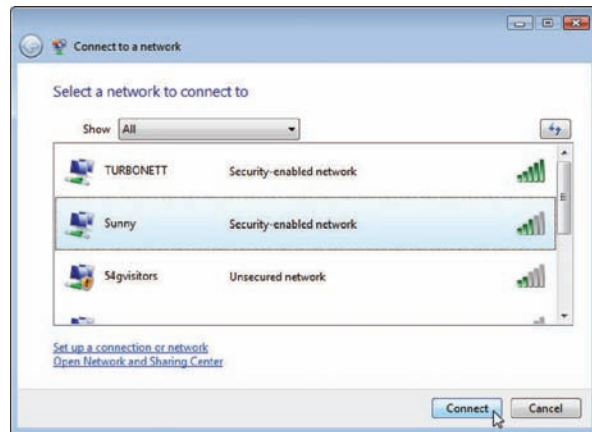 Connect to a network
Select a network to connect to
Show All
TURBONETT Security-enabled network
Sunny Security-enabled network
54gvisitors Unsecured network
Set up a connection or network
Open Network and Sharing Center
Connect Cancel